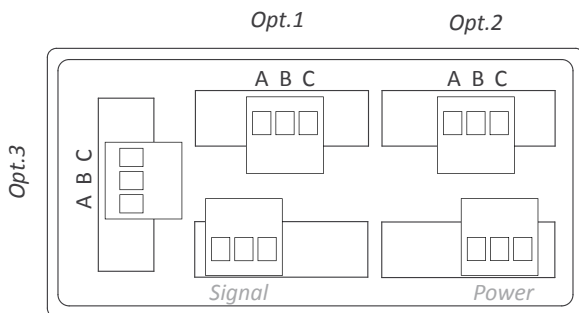 Opt.1
Opt.2
A B C
A B C
Opt.3
A B C
Signal
Power